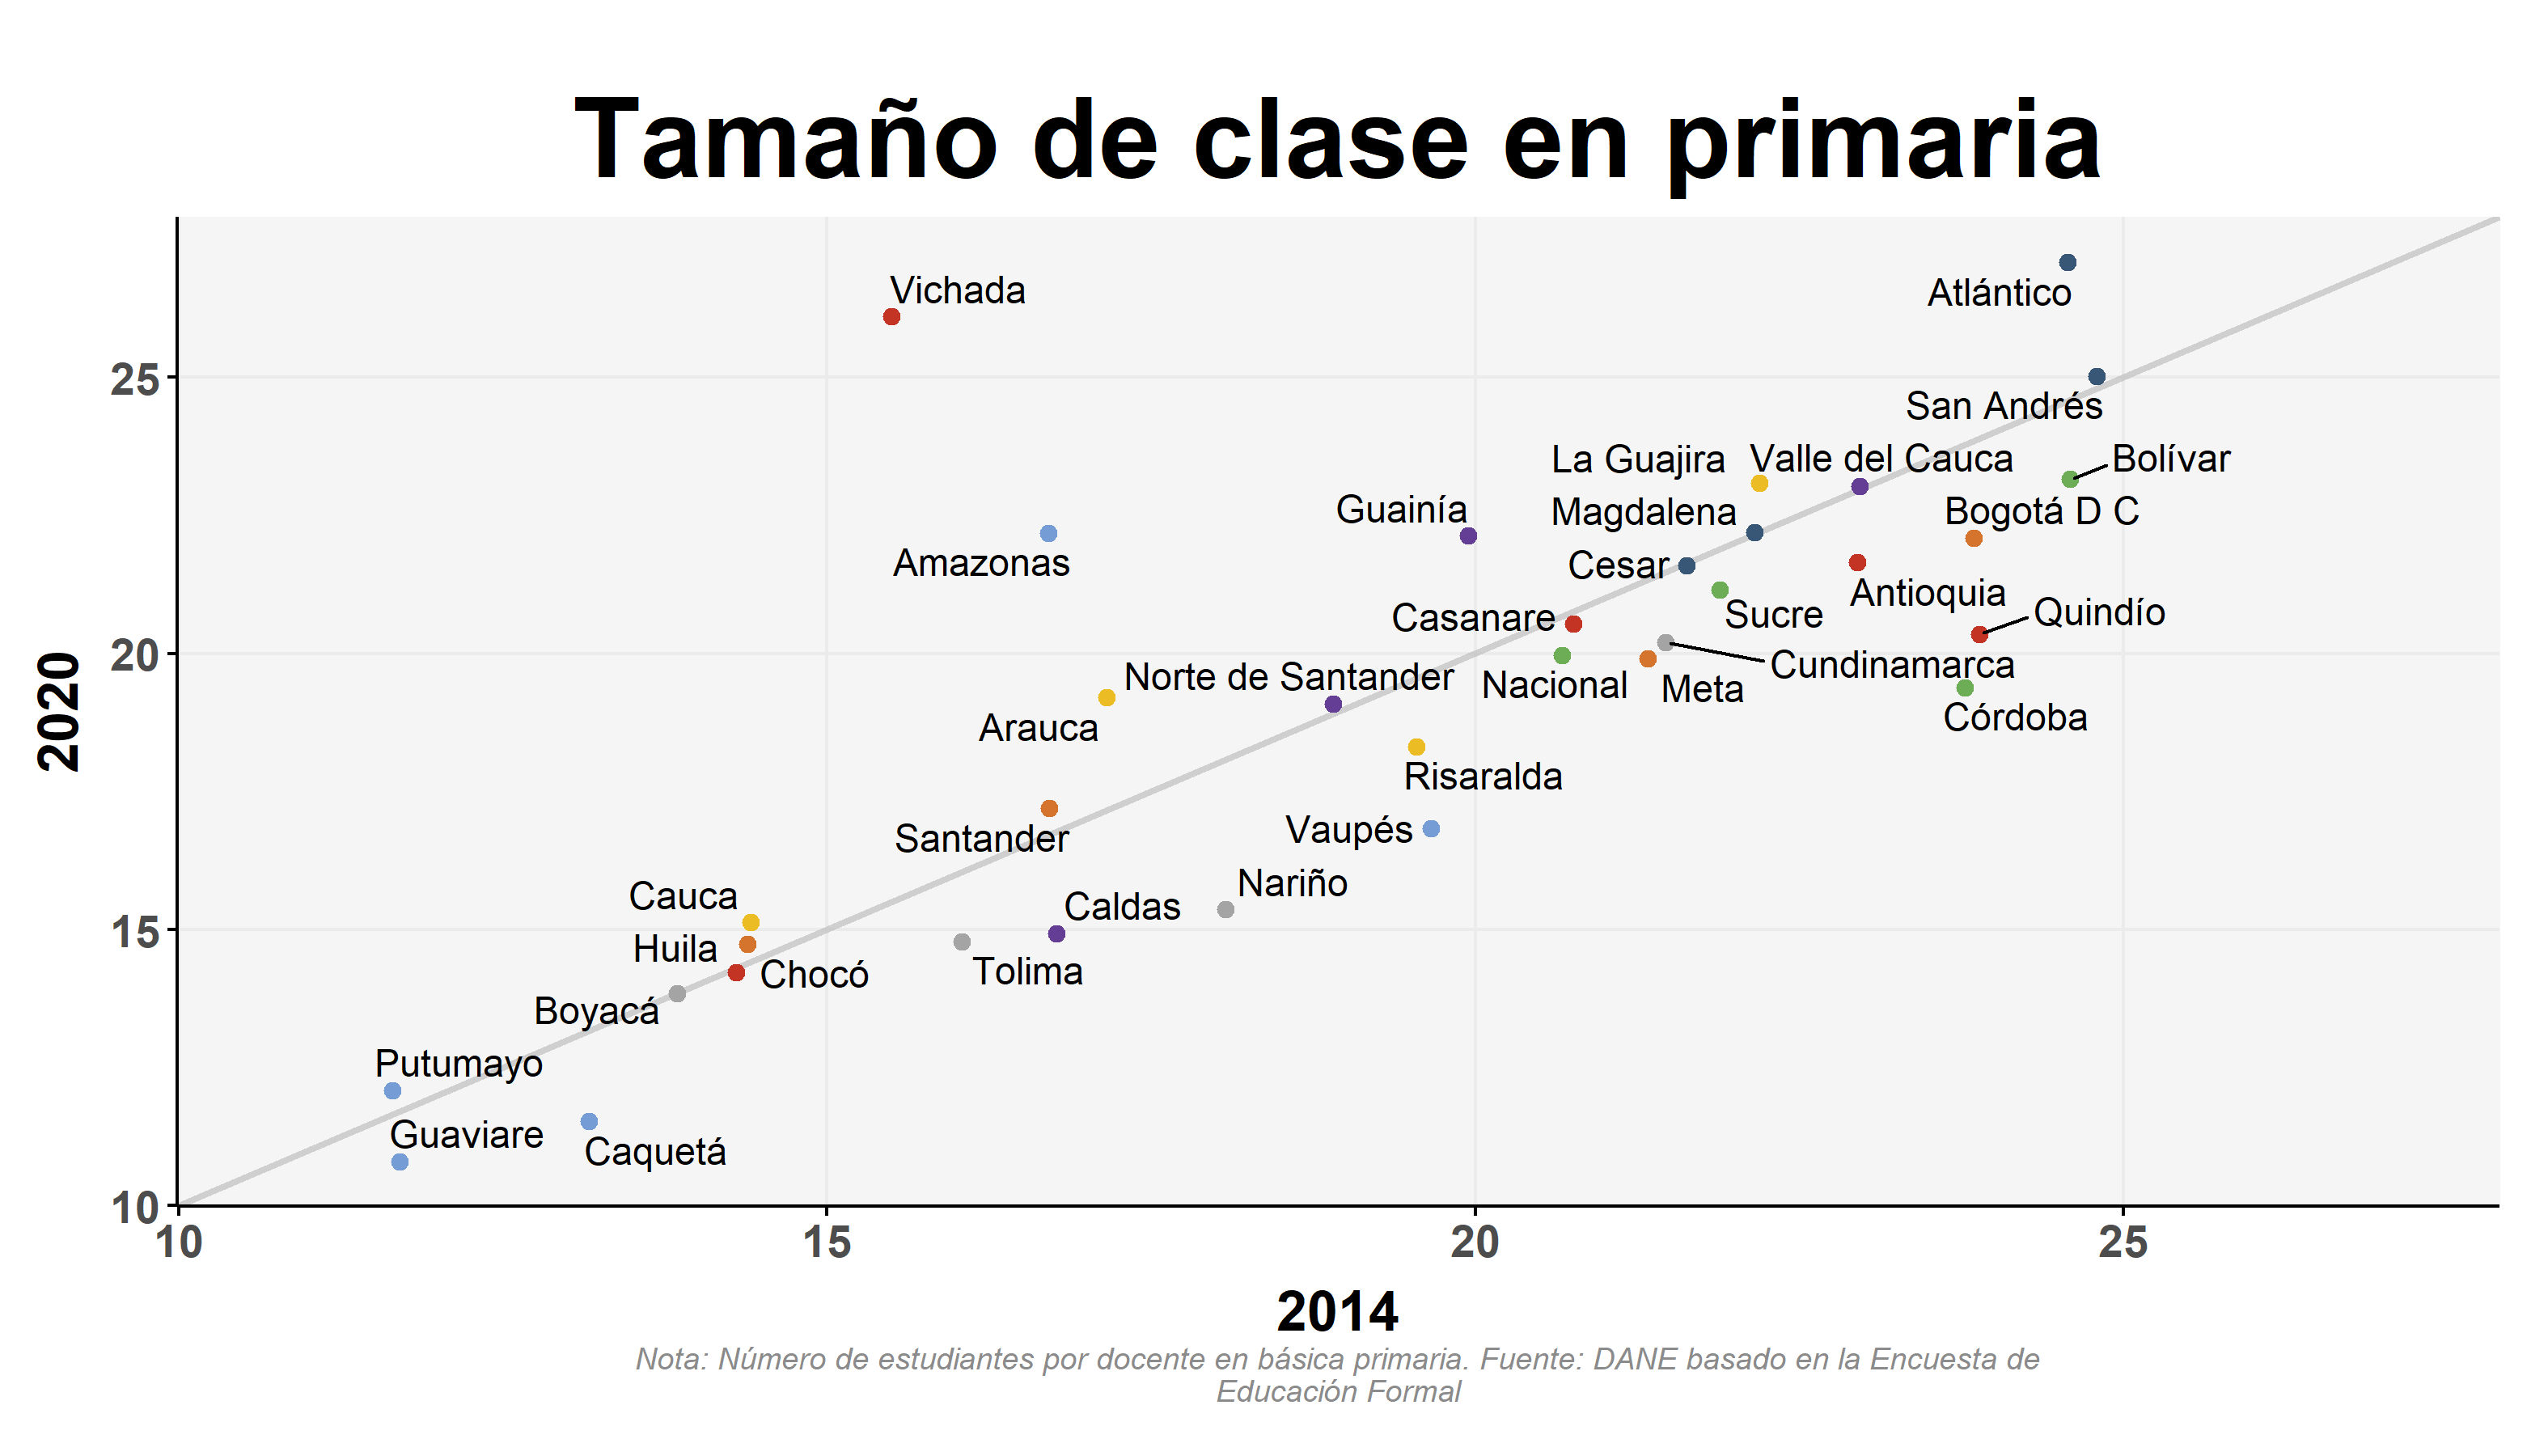 Tamaño de clase en primaria
Vichada
Atlántico
25
San Andrés
La Guajira
Valle del Cauca
Bolívar
Guainía
Magdalena
Bogotá D C
Amazonas
Cesar
Antioquia
Casanare
Sucre
Quindío
20
Norte de Santander
Nacional
Meta
Cundinamarca
Arauca
Córdoba
2020
Risaralda
Santander
Vaupés
Nariño
Cauca
Caldas
15
Huila
Chocó
Tolima
Boyacá
Putumayo
Guaviare
Caquetá
10
10
15
20
25
2014
Nota: Número de estudiantes por docente en básica primaria. Fuente: DANE basado en la Encuesta de
Educación Formal